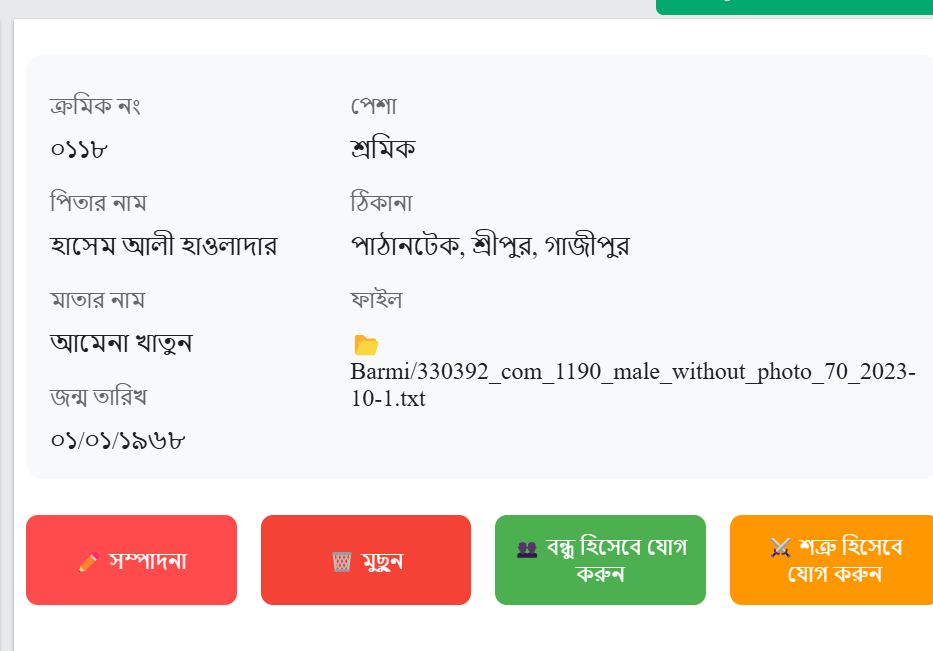 ক্রমিক নং
০১১৮
পিতার নাম
হাসেম আলী হাওলাদার
মাতার নাম
আমেনা খাতুন
জন্ম তারিখ
০১/০১/১৯৬৮
পেশা
শ্রমিক
ঠিকানা
পাঠানটেক, শ্রীপুর, গাজীপুর
ফাইল
Barmi/330392_com_1190_male_without_photo_70_2023-
10-1.txt
সম্পাদনা
মুছুন
বন্ধু হিসেবে যোগ
করুন
শত্রু হিসেবে
যোগ করুন